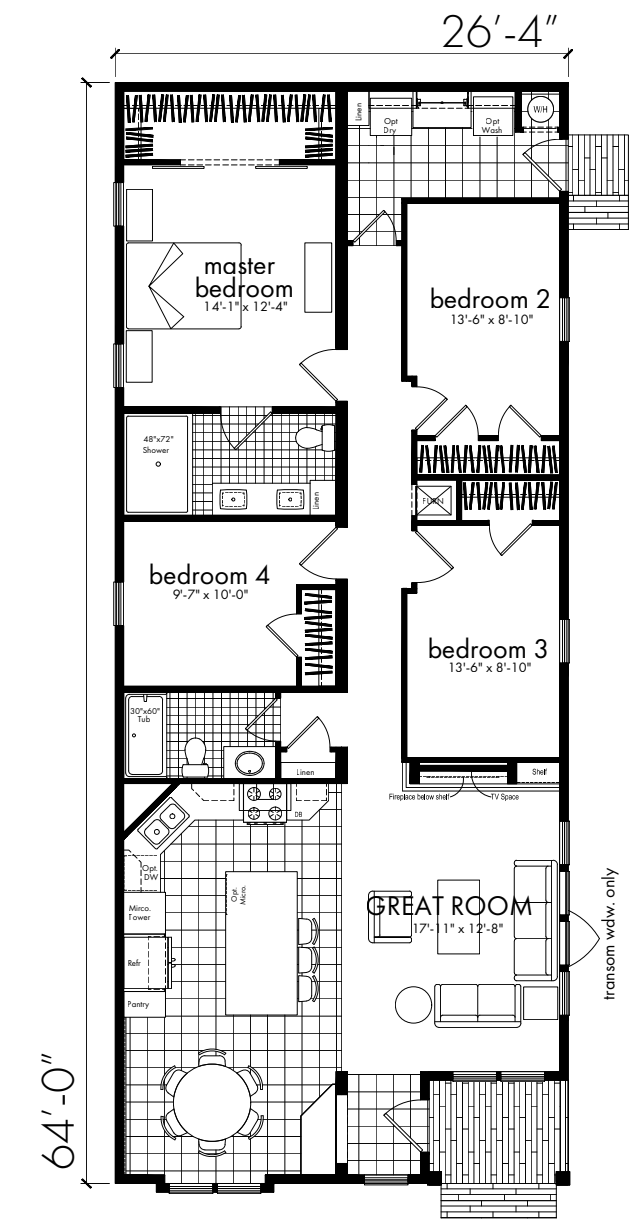 26'-4"
Linen
Opt
Dry
Opt
Wash
W/H
master
bedroom
14'-1" x 12'-4"
bedroom 2
13'-6" x 8'-10"
48"x72"
Shower
Linen
FURN
bedroom 4
9'-7" x 10'-0"
bedroom 3
13'-6" x 8'-10"
30"x60"
Tub
Linen
Shelf
Fireplace below shelf
TV Space
DB
Opt.
DW
Opt.
Micro.
Mirco.
Tower
GREAT ROOM
17'-11" x 12'-8"
transom wdw. only
Refr
Pantry
64'-0"